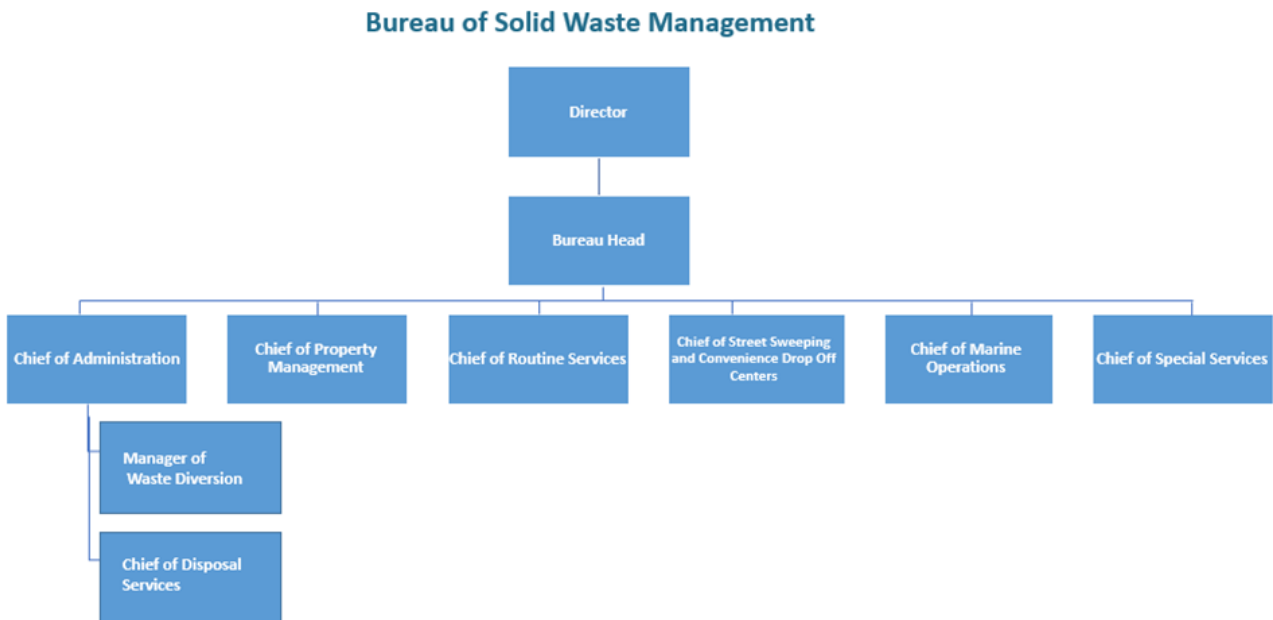 Bureau of Solid Waste Management
Director
Bureau Head
Chief of Administration
Chief of Property
Management
Chief of Routine Services
Chief of Street Sweeping
and Convenience Drop Off
Centers
Chief of Marine
Operations
Chief of Special Services
Manager of
Waste Diversion
Chief of Disposal
Services